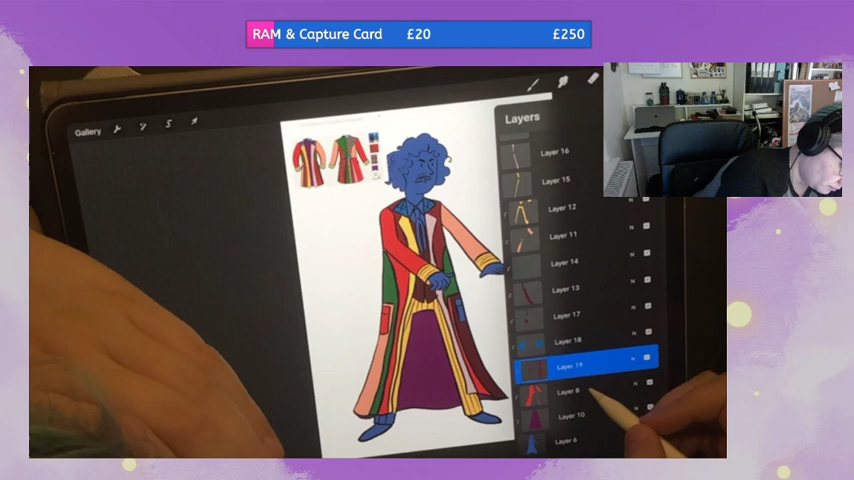 RAM & Capture Card £20 £250
Gallery
Layers
Layer 16
Layer 15
Layer 12 N
Layer 11 N
Layer 14 N
Layer 13 N
Layer 17 N
Layer 18 N
Layer 19 N
Layer 8 N
Layer 10 N
Layer 6